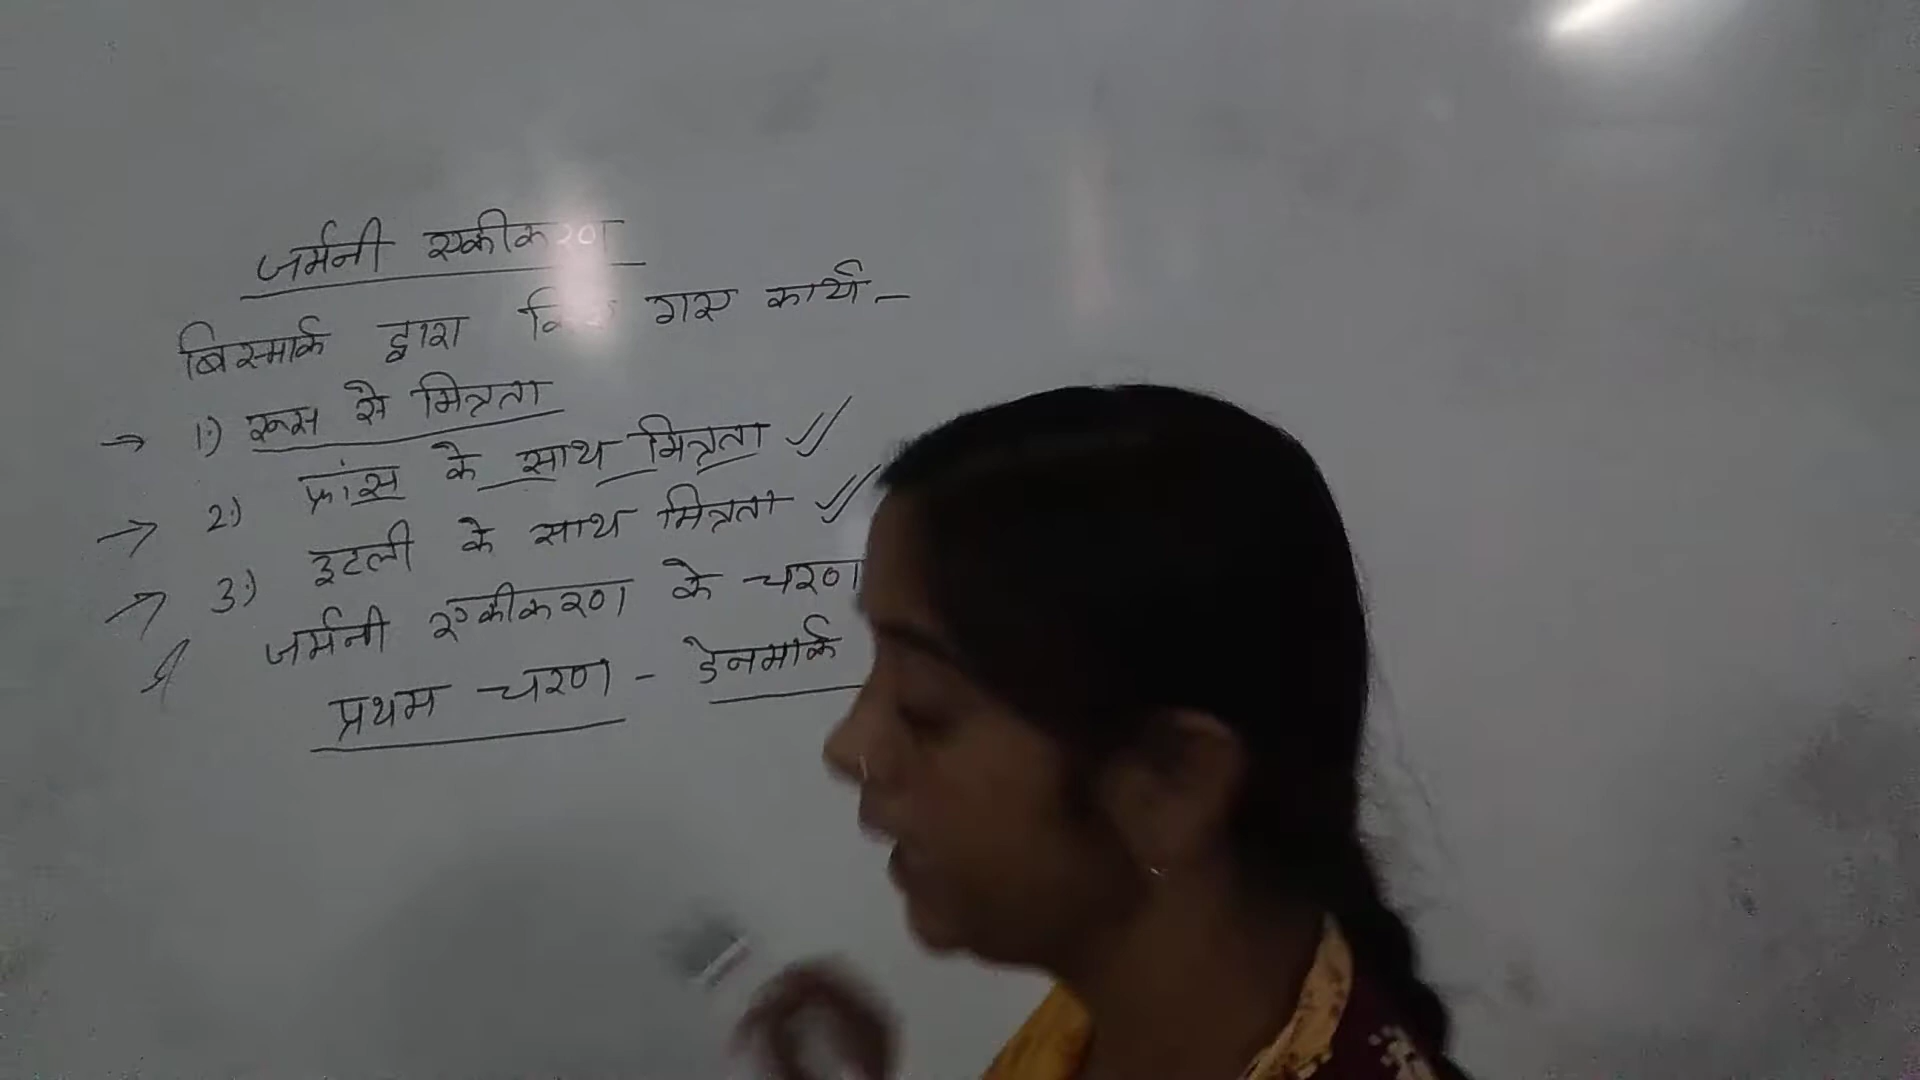 जर्मनी एकीकरण
बिस्मार्क द्वारा गए कार्य -
→ 1) रूस से मित्रता
→ 2) फ्रांस के साथ मित्रता
→ 3) इटली के साथ मित्रता
जर्मनी एकीकरण के चरण
प्रथम चरण - डेनमार्क